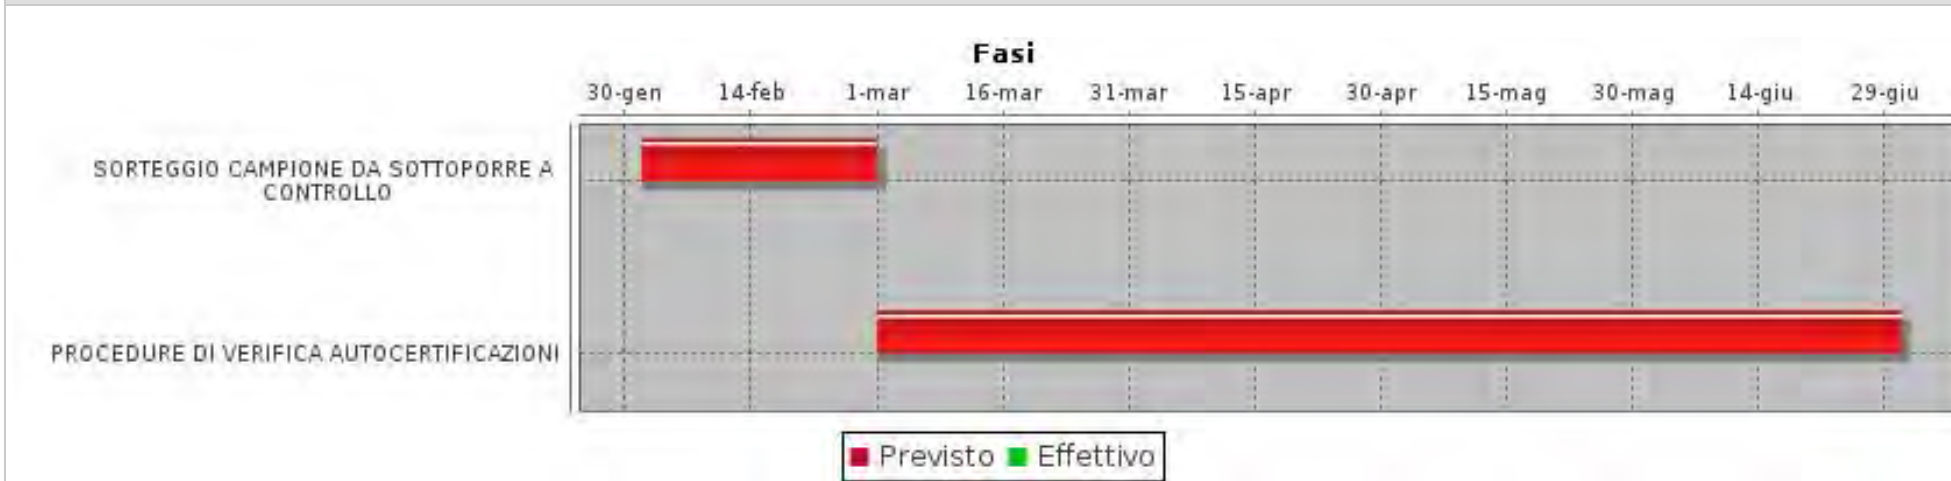 Fasi
30-gen 14-feb 1-mar 16-mar 31-mar 15-apr 30-apr 15-mag 30-mag 14-giu 29-giu
SORTEGGIO CAMPIONE DA SOTTOPORRE A
CONTROLLO
PROCEDURE DI VERIFICA AUTOCERTIFICAZIONI
Previsto Effettivo